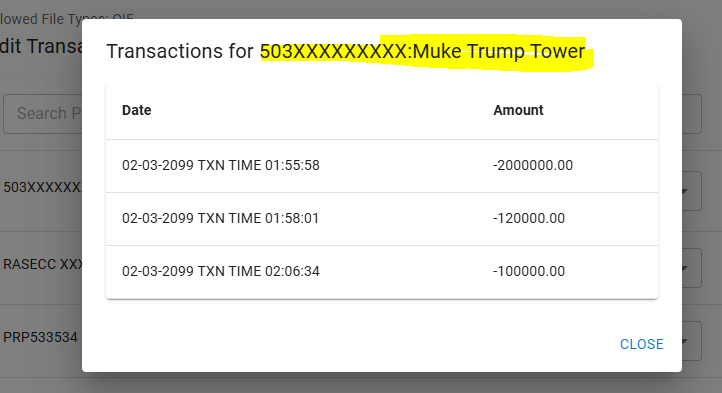 lowed File Types: QIF
dit Transa
Transactions for 503XXXXXXXXX:Muke Trump Tower
Search P
Date Amount
02-03-2099 TXN TIME 01:55:58 -2000000.00
503XXXXXX
02-03-2099 TXN TIME 01:58:01 -120000.00
RASECC XXX
02-03-2099 TXN TIME 02:06:34 -100000.00
PRP533534
CLOSE